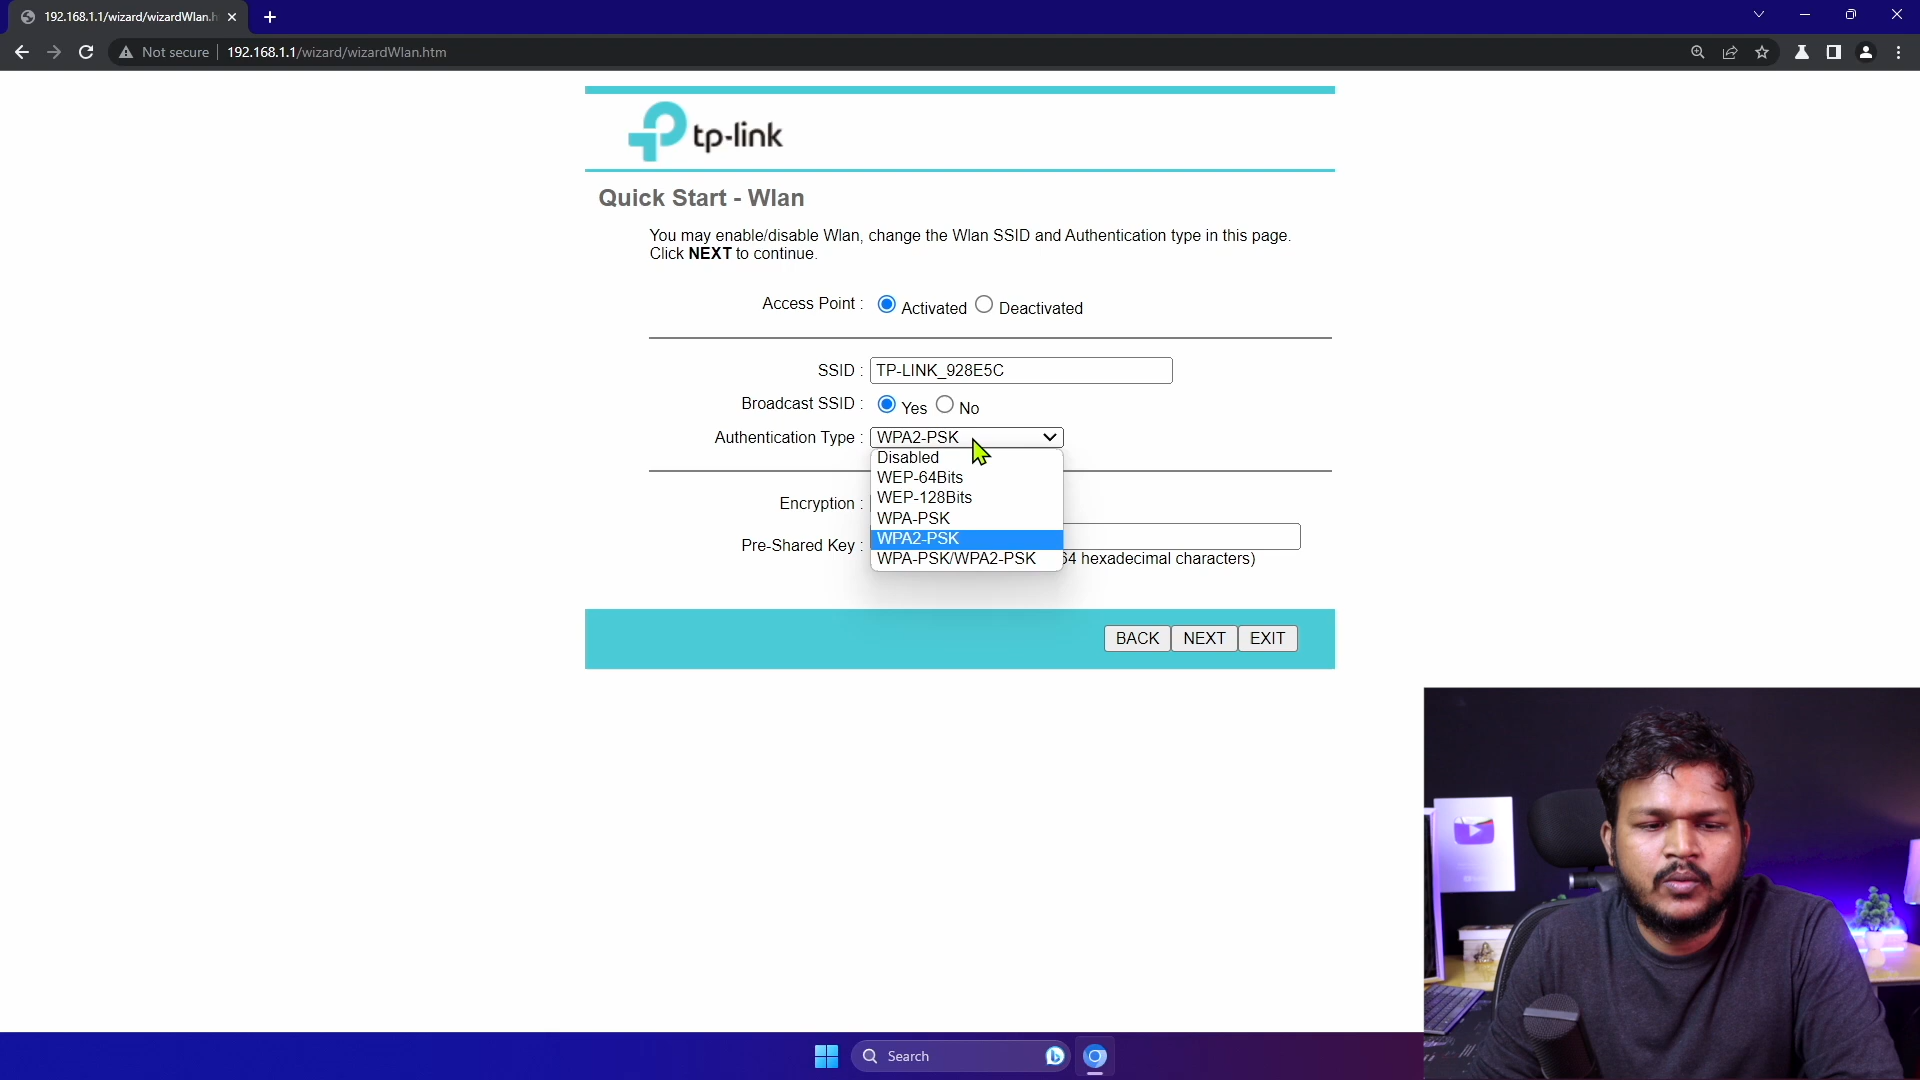 192.168.1.1/wizard/wizardWlan.h
Not secure
192.168.1.1/wizard/wizardWlan.htm
tp-link
Quick Start - Wlan
You may enable/disable Wlan, change the Wlan SSID and Authentication type in this page.
Click NEXT to continue.
Access Point : Activated Deactivated
SSID : TP-LINK_928E5C
Broadcast SSID : Yes No
Authentication Type : WPA2-PSK
Disabled
WEP-64Bits
WEP-128Bits
WPA-PSK
WPA2-PSK
WPA-PSK/WPA2-PSK
Encryption :
Pre-Shared Key :
64 hexadecimal characters)
BACK NEXT EXIT
Search